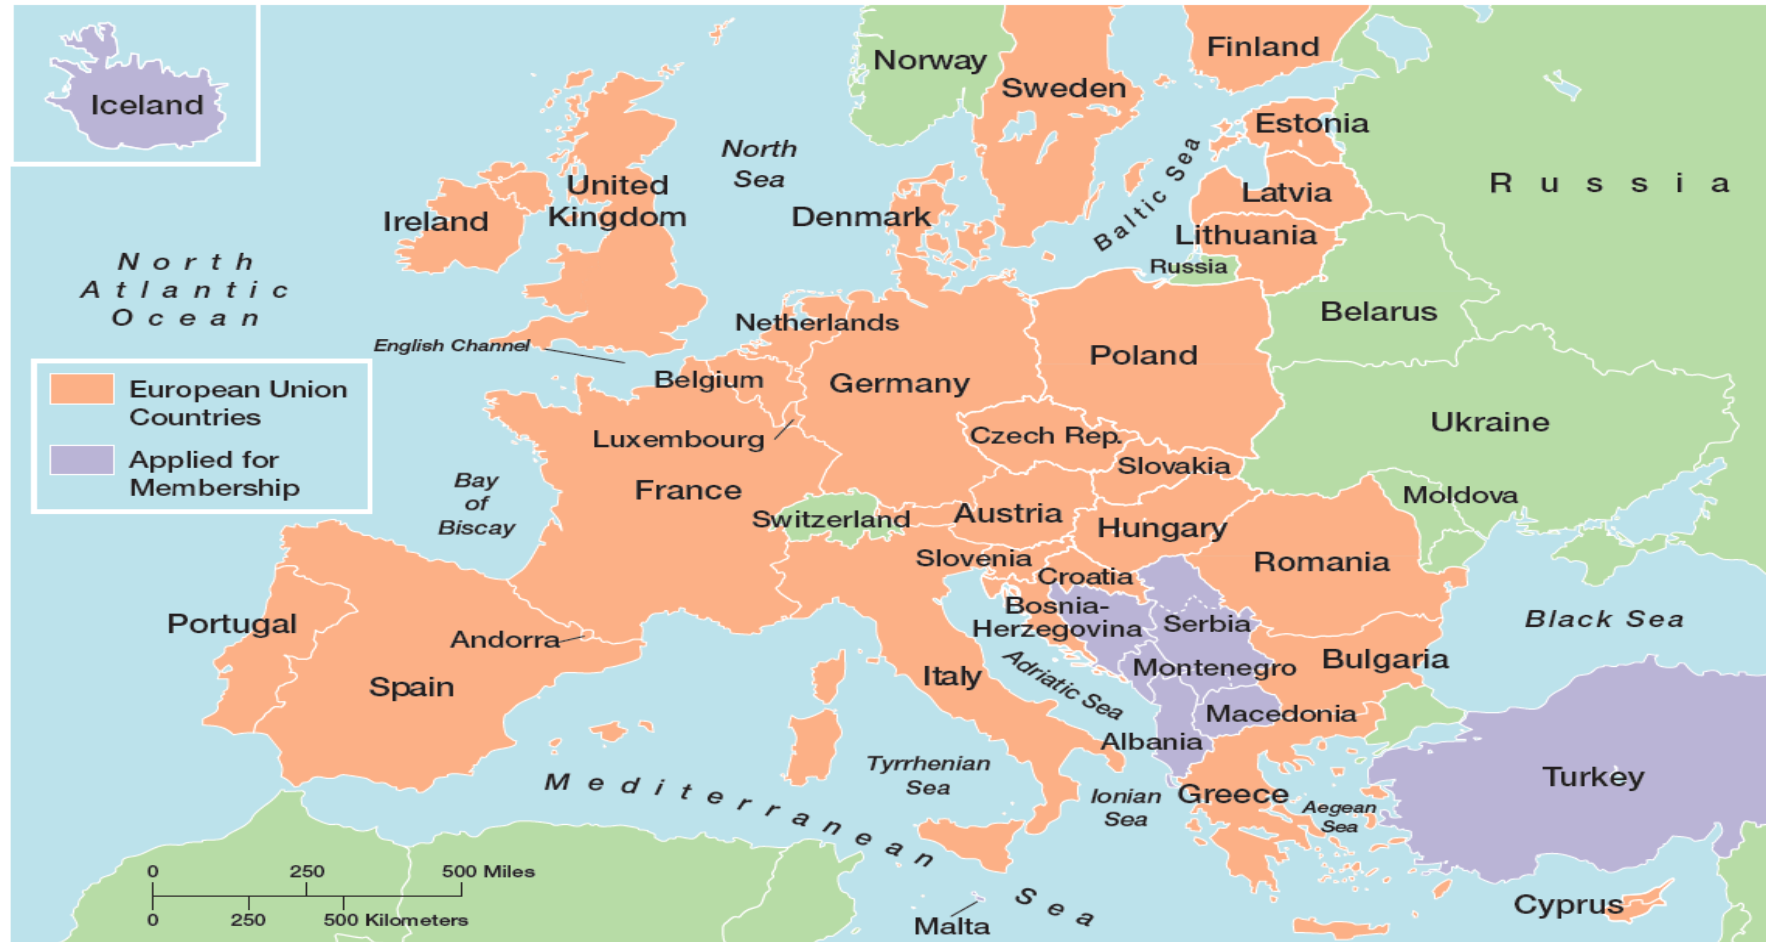 Iceland
Norway
Sweden
Finland
Estonia
Russia
North
Sea
Baltic Sea
Latvia
United
Kingdom
Ireland
Denmark
Lithuania
Russia
North
Atlantic
Ocean
Belarus
Netherlands
English Channel
Poland
Belgium
Germany
European Union
Countries
Applied for
Membership
Luxembourg
Czech Rep.
Slovakia
Ukraine
Bay
of
Biscay
France
Switzerland
Austria
Hungary
Moldova
Slovenia
Croatia
Romania
Bosnia-
Herzegovina
Serbia
Black Sea
Portugal
Andorra
Spain
Italy
Adriatic Sea
Montenegro
Bulgaria
Macedonia
Albania
Tyrrhenian
Sea
Ionian
Sea
Greece
Aegean
Sea
Turkey
Mediterranean Sea
Malta
Cyprus
0 250 500 Miles
0 250 500 Kilometers